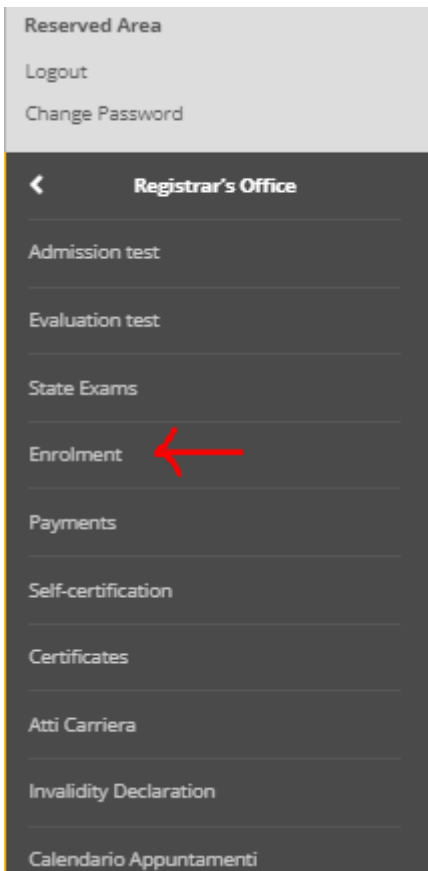 Reserved Area
Logout
Change Password
Registrar's Office
Admission test
Evaluation test
State Exams
Enrolment
Payments
Self-certification
Certificates
Atti Carriera
Invalidity Declaration
Calendario Appuntamenti